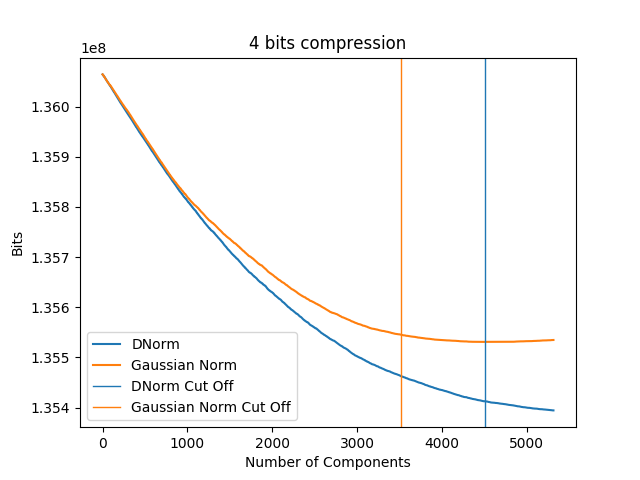 4 bits compression
1e8
1.360
1.359
1.358
1.357
1.356
1.355
1.354
Bits
DNorm
Gaussian Norm
DNorm Cut Off
Gaussian Norm Cut Off
0 1000 2000 3000 4000 5000
Number of Components